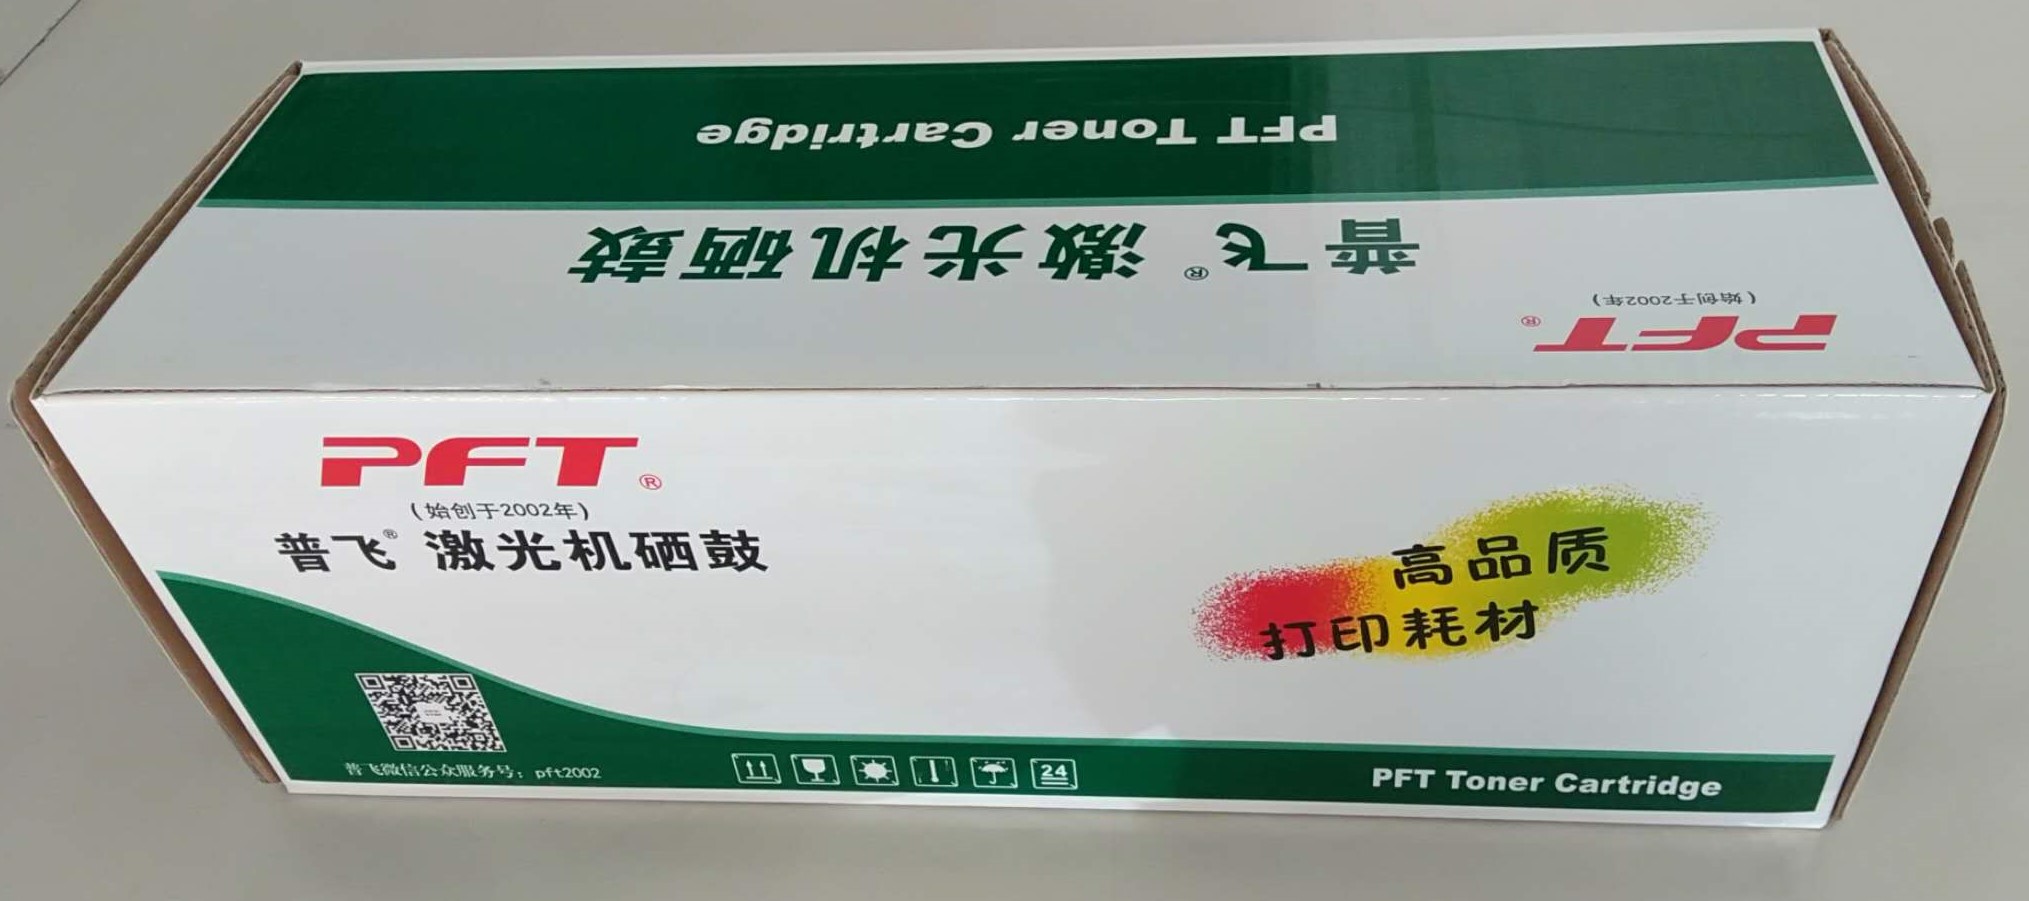 PFT Toner Cartridge
普飞® 激光机硒鼓
(始创于2002年)
PFT®
PFT®
(始创于2002年)
普飞® 激光机硒鼓
高品质
打印耗材
普飞微信公众服务号：pft2002
24
PFT Toner Cartridge